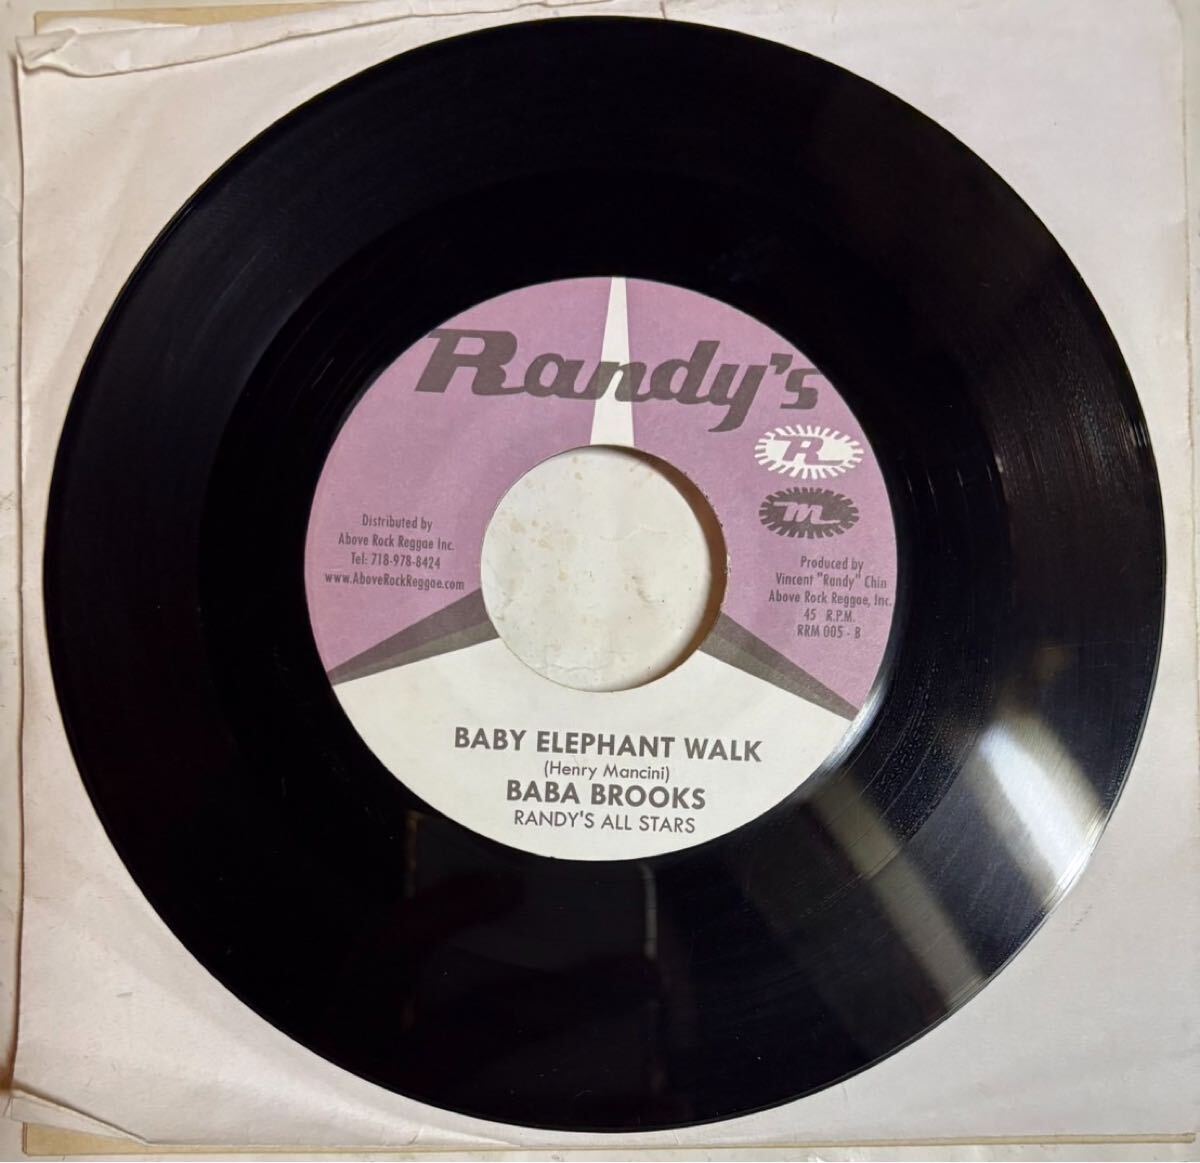 Randy's
R
m
Distributed by
Above Rock Reggae Inc.
Tel: 718-978-8424
www.AboveRockReggae.com
Produced by
Vincent "Randy" Chin
Above Rock Reggae, Inc.
45 R.P.M.
RRM 005 - B
BABY ELEPHANT WALK
(Henry Mancini)
BABA BROOKS
RANDY'S ALL STARS